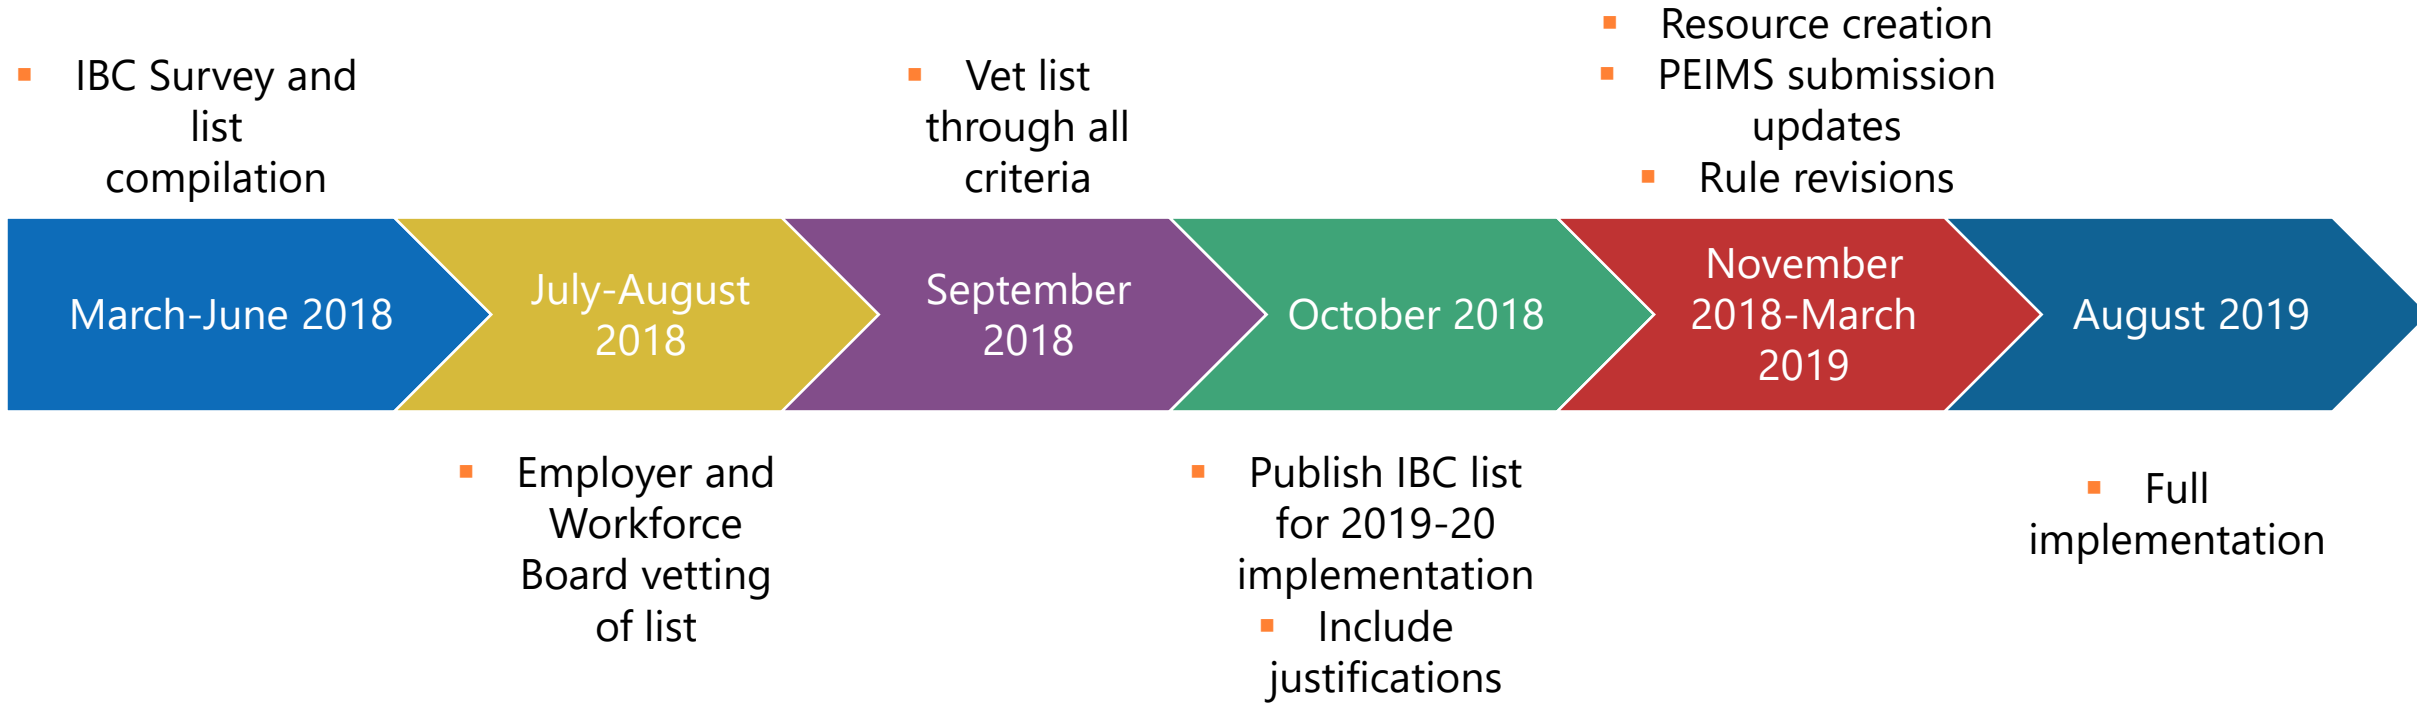 ▪ IBC Survey and
list
compilation
▪ Vet list
through all
criteria
▪ Resource creation
▪ PEIMS submission
updates
▪ Rule revisions
March-June 2018
July-August
2018
September
2018
October 2018
November
2018-March
2019
August 2019
▪ Employer and
Workforce
Board vetting
of list
▪ Publish IBC list
for 2019-20
implementation
▪ Include
justifications
▪ Full
implementation